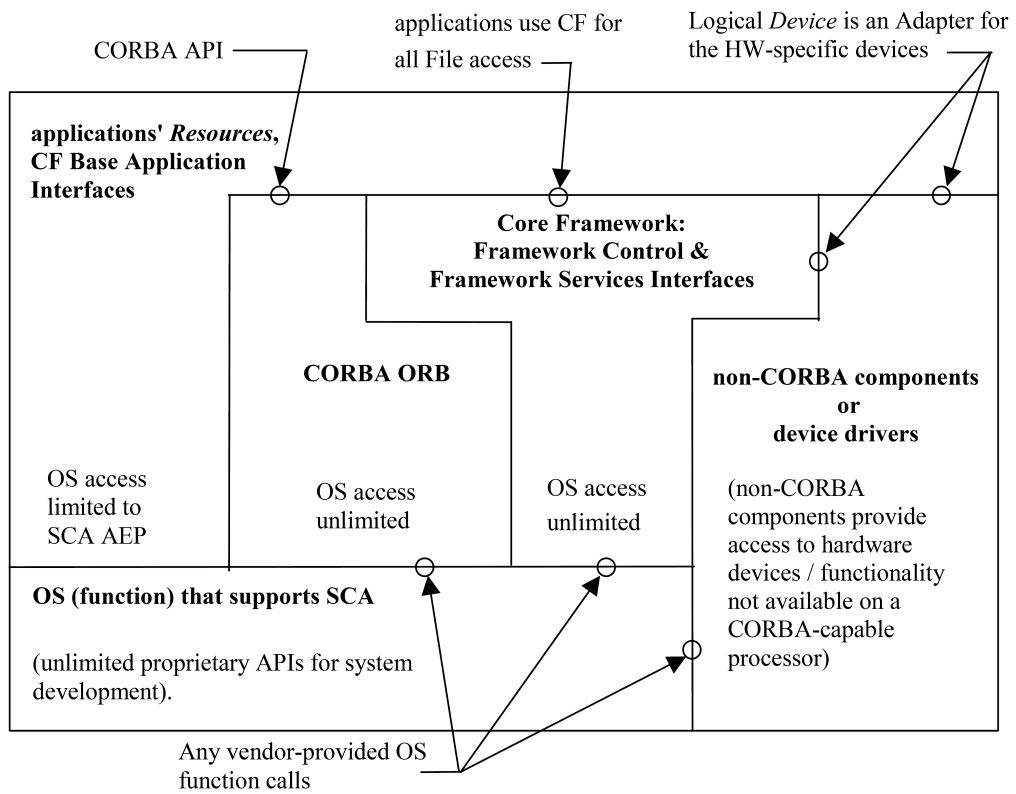 CORBA API
applications use CF for
all File access
Logical Device is an Adapter for
the HW-specific devices
applications' Resources,
CF Base Application
Interfaces
Core Framework:
Framework Control &
Framework Services Interfaces
CORBA ORB
non-CORBA components
or
device drivers
OS access
limited to
SCA AEP
OS access
unlimited
OS access
unlimited
(non-CORBA
components provide
access to hardware
devices / functionality
not available on a
CORBA-capable
processor)
OS (function) that supports SCA
(unlimited proprietary APIs for system
development).
Any vendor-provided OS
function calls